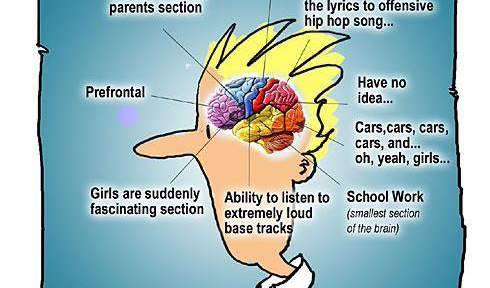 parents section
the lyrics to offensive
hip hop song...
Prefrontal
Have no
idea...
Cars,cars, cars,
cars, and...
oh, yeah, girls...
Girls are suddenly
fascinating section
Ability to listen to
extremely loud
base tracks
School Work
(smallest section
of the brain)